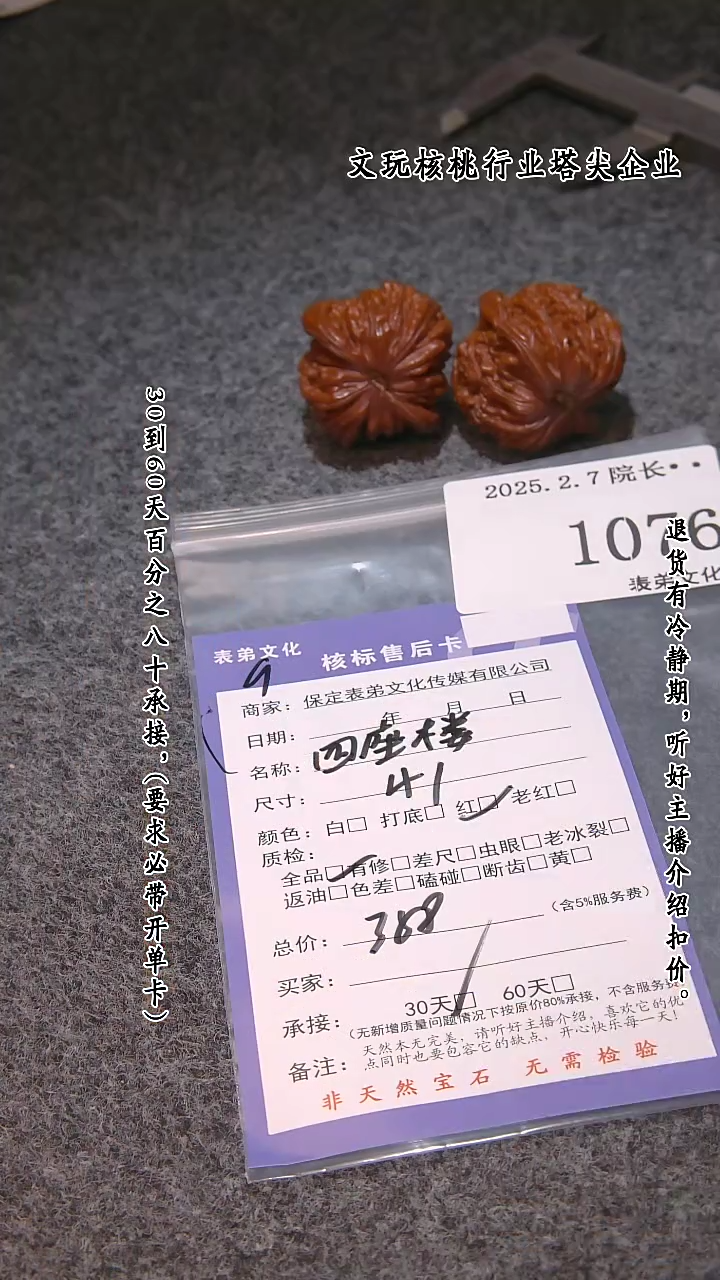 文玩核桃行业塔尖企业
30到60天百分之八十承接，(要求必带开单卡)
退货有冷静期，听好主播介绍扣价。
2025.2.7 院长··
1076
表弟文化
表弟文化 核标售后卡
9
商家：保定表弟文化传媒有限公司
日期： 年 月 日
名称：四座楼
尺寸：41
颜色：白□ 打底□ 红□ 老红□
质检：
全品□有修□差尺□虫眼□老冰裂□
返油□色差□磕碰□断齿□黄□
总价：368 (含5%服务费)
买家：
承接：30天□ 60天□
(无新增质量问题情况下按原价80%承接，不含服务费
备注：天然本无完美，请听好主播介绍，喜欢它的优
点同时也要包容它的缺点，开心快乐每一天！
非天然宝石 无需检验